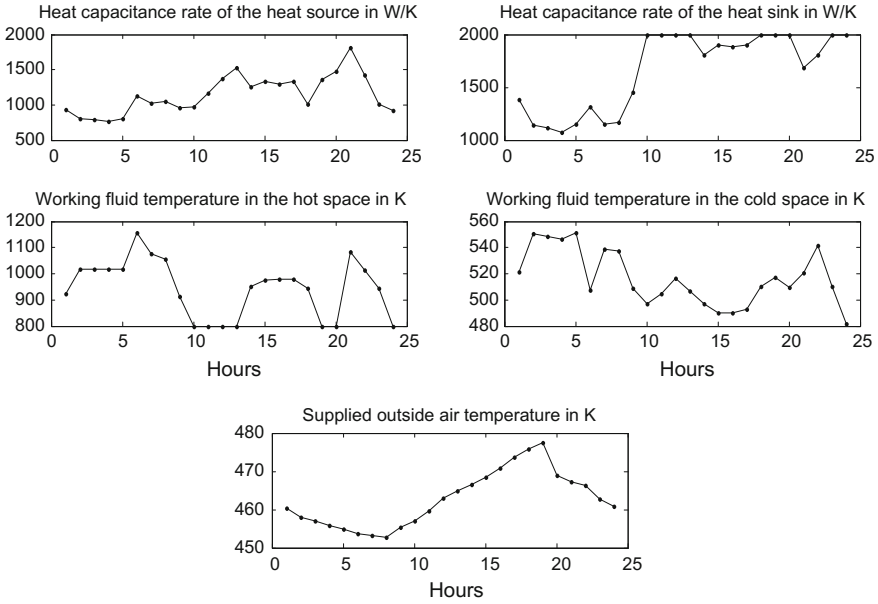 Heat capacitance rate of the heat source in W/K
2000
1500
1000
500
0 5 10 15 20 25
Heat capacitance rate of the heat sink in W/K
2000
1500
1000
0 5 10 15 20 25
Working fluid temperature in the hot space in K
1200
1100
1000
900
800
0 5 10 15 20 25
Hours
Working fluid temperature in the cold space in K
560
540
520
500
480
0 5 10 15 20 25
Hours
Supplied outside air temperature in K
480
470
460
450
0 5 10 15 20 25
Hours